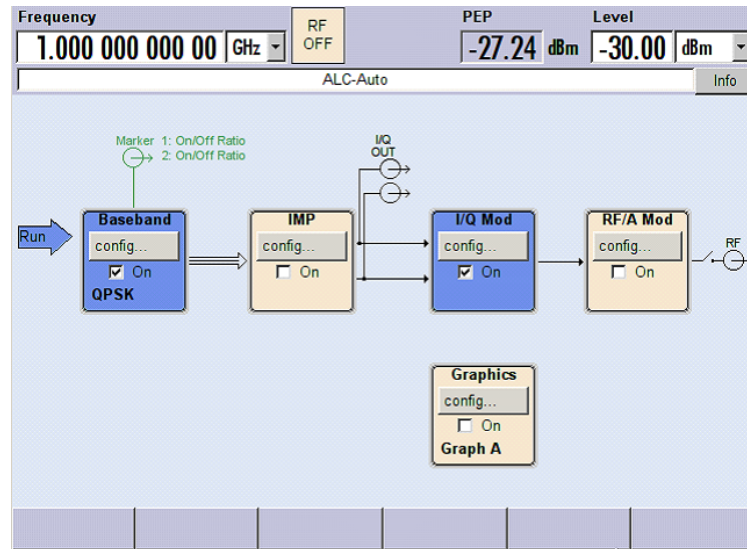 Frequency
RF
OFF
PEP
Level
1.000 000 000 00 GHz
-27.24 dBm
-30.00 dBm
ALC-Auto
Info
Marker 1: On/Off Ratio
2: On/Off Ratio
I/Q
OUT
Run
Baseband
config...
On
QPSK
IMP
config...
On
I/Q Mod
config...
On
RF/A Mod
config...
On
RF
Graphics
config...
On
Graph A